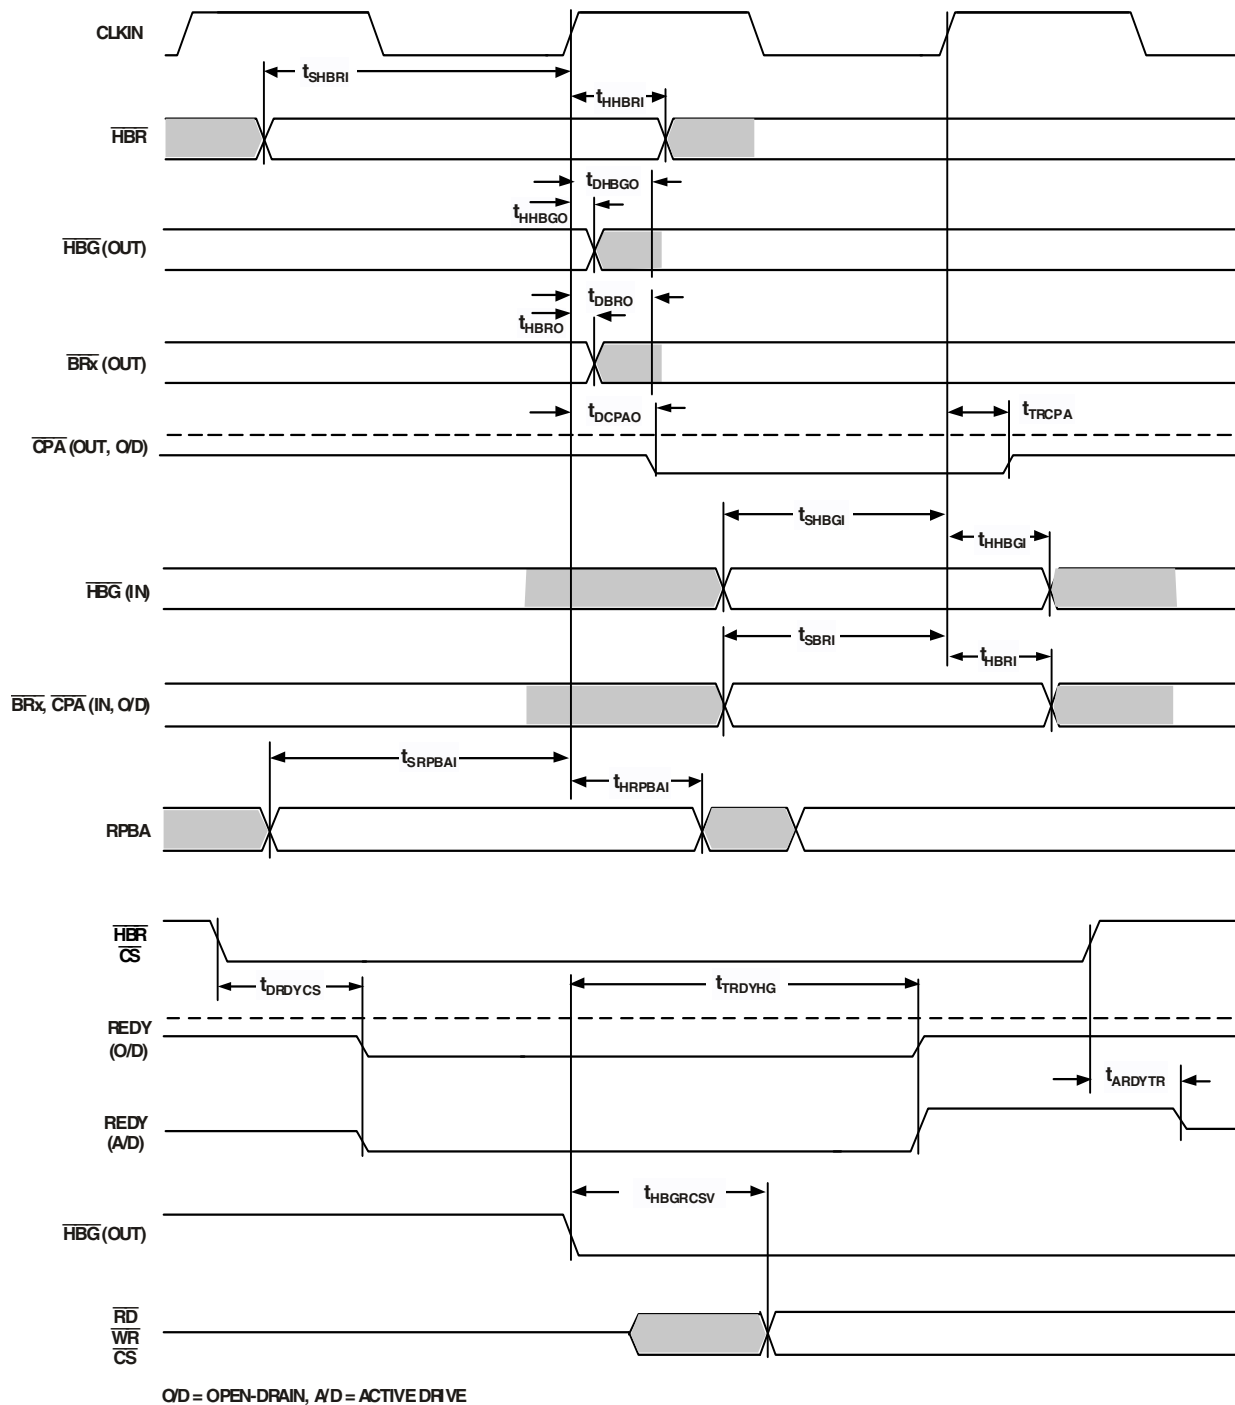 CLKIN
tSHBRI
tHHBRI
HBR
tDHBGO
tHHBGO
HBG (OUT)
tDBRO
tHBRO
BRx (OUT)
tDCPAO
tTRCPA
CPA (OUT, O/D)
tSHBGI
tHHBGI
HBG (IN)
tSBRI
tHBRI
BRx, CPA (IN, O/D)
tSRPBAI
tHRPBAI
RPBA
HBR
CS
tDRDYCS
tTRDYHG
REDY
(O/D)
tARDYTR
REDY
(A/D)
tHBGRCSV
HBG (OUT)
RD
WR
CS
O/D = OPEN-DRAIN, A/D = ACTIVE DRIVE